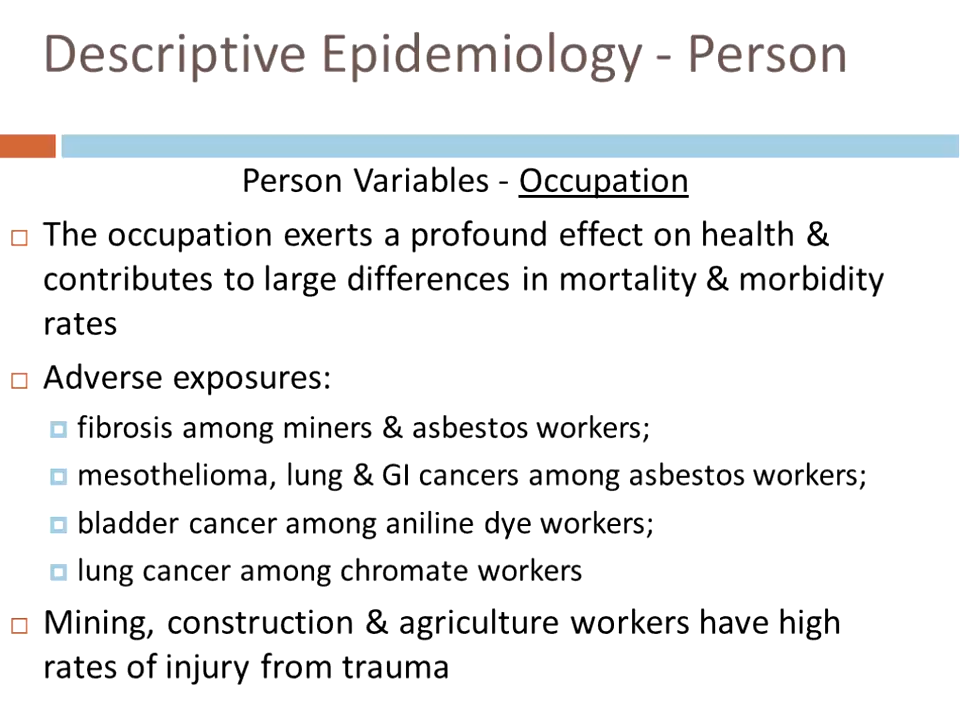 Descriptive Epidemiology - Person
Person Variables - Occupation
The occupation exerts a profound effect on health &
contributes to large differences in mortality & morbidity
rates
Adverse exposures:
fibrosis among miners & asbestos workers;
mesothelioma, lung & GI cancers among asbestos workers;
bladder cancer among aniline dye workers;
lung cancer among chromate workers
Mining, construction & agriculture workers have high
rates of injury from trauma